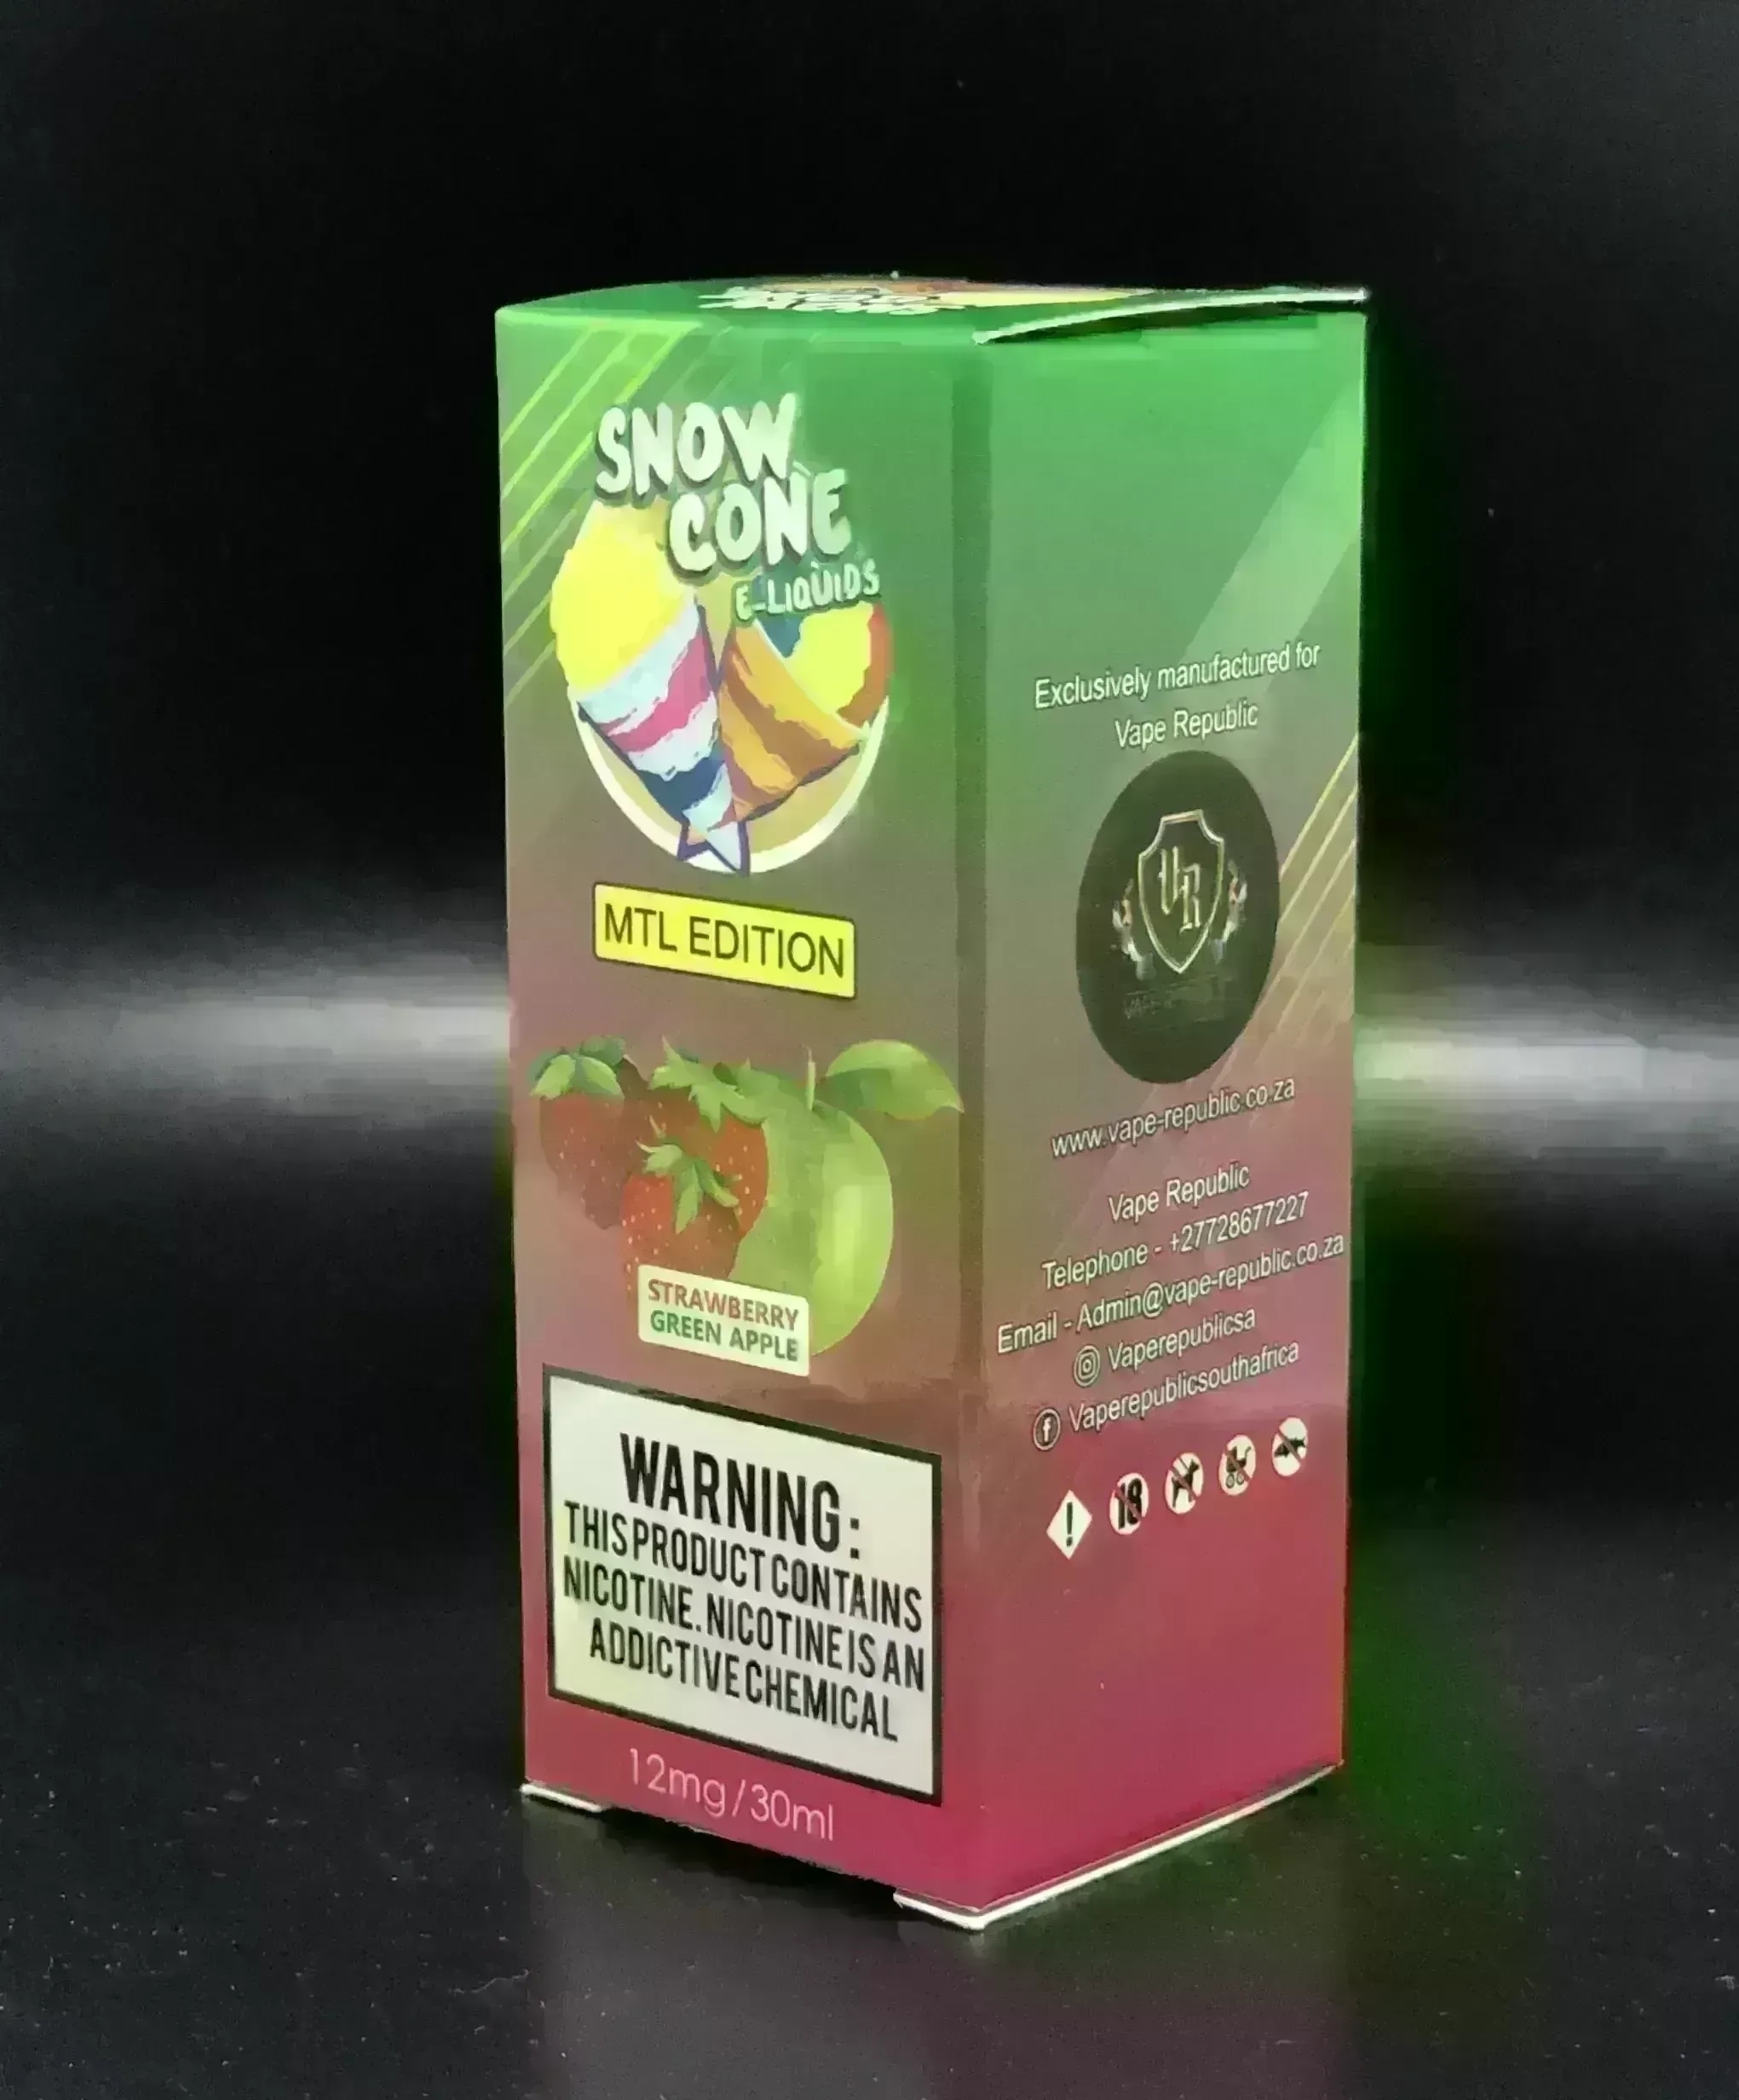 SNOW
CONE
E-LIQUIDS
MTL EDITION
STRAWBERRY
GREEN APPLE
WARNING:
THIS PRODUCT CONTAINS
NICOTINE. NICOTINE IS AN
ADDICTIVE CHEMICAL
12mg/30ml
Exclusively manufactured for
Vape Republic
VR
www.vape-republic.co.za
Vape Republic
Telephone - +27728677227
Email - Admin@vape-republic.co.za
Vaperepublicsa
Vaperepublicsouthafrica
! 18